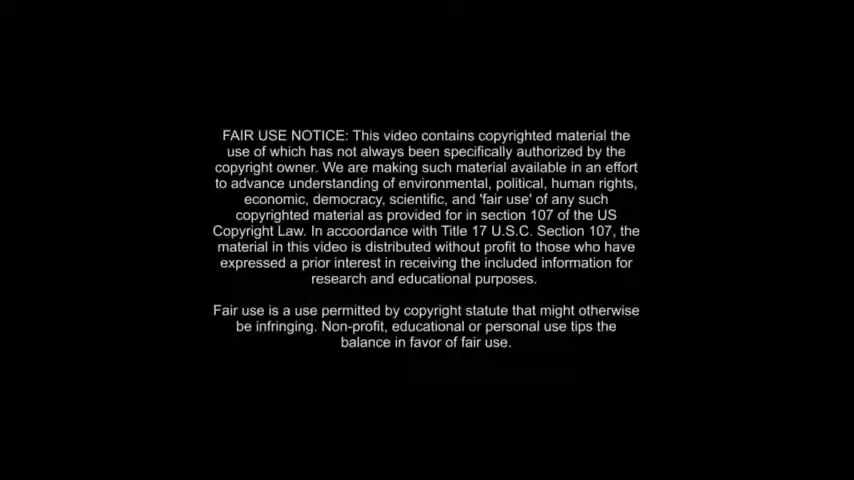 FAIR USE NOTICE: This video contains copyrighted material the
use of which has not always been specifically authorized by the
copyright owner. We are making such material available in an effort
to advance understanding of environmental, political, human rights,
economic, democracy, scientific, and 'fair use' of any such
copyrighted material as provided for in section 107 of the US
Copyright Law. In accoordance with Title 17 U.S.C. Section 107, the
material in this video is distributed without profit to those who have
expressed a prior interest in receiving the included information for
research and educational purposes.
Fair use is a use permitted by copyright statute that might otherwise
be infringing. Non-profit, educational or personal use tips the
balance in favor of fair use.